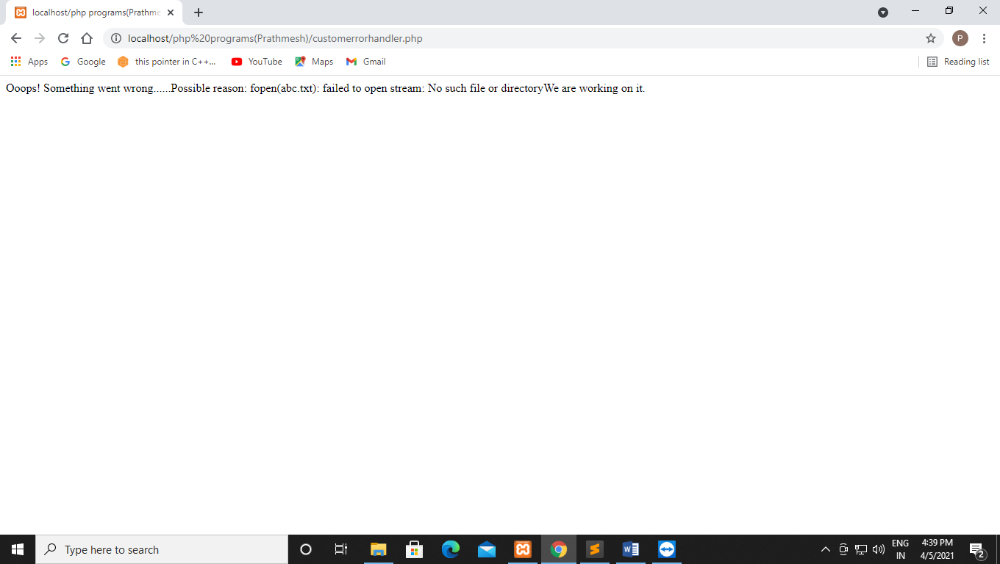 localhost/php programs(Prathme
localhost/php%20programs(Prathmesh)/customerrorhandler.php
P
Apps Google this pointer in C++... YouTube Maps Gmail Reading list
Ooops! Something went wrong......Possible reason: fopen(abc.txt): failed to open stream: No such file or directoryWe are working on it.
Type here to search
ENG
IN
4:39 PM
4/5/2021
2